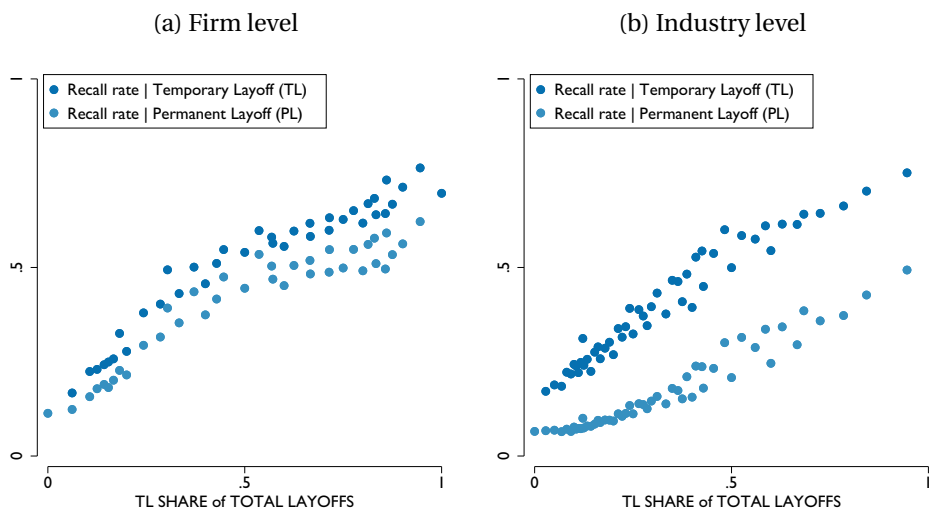 (a) Firm level
Recall rate | Temporary Layoff (TL)
Recall rate | Permanent Layoff (PL)
1
.5
0
0
.5
1
TL SHARE of TOTAL LAYOFFS
(b) Industry level
Recall rate | Temporary Layoff (TL)
Recall rate | Permanent Layoff (PL)
1
.5
0
0
.5
1
TL SHARE of TOTAL LAYOFFS